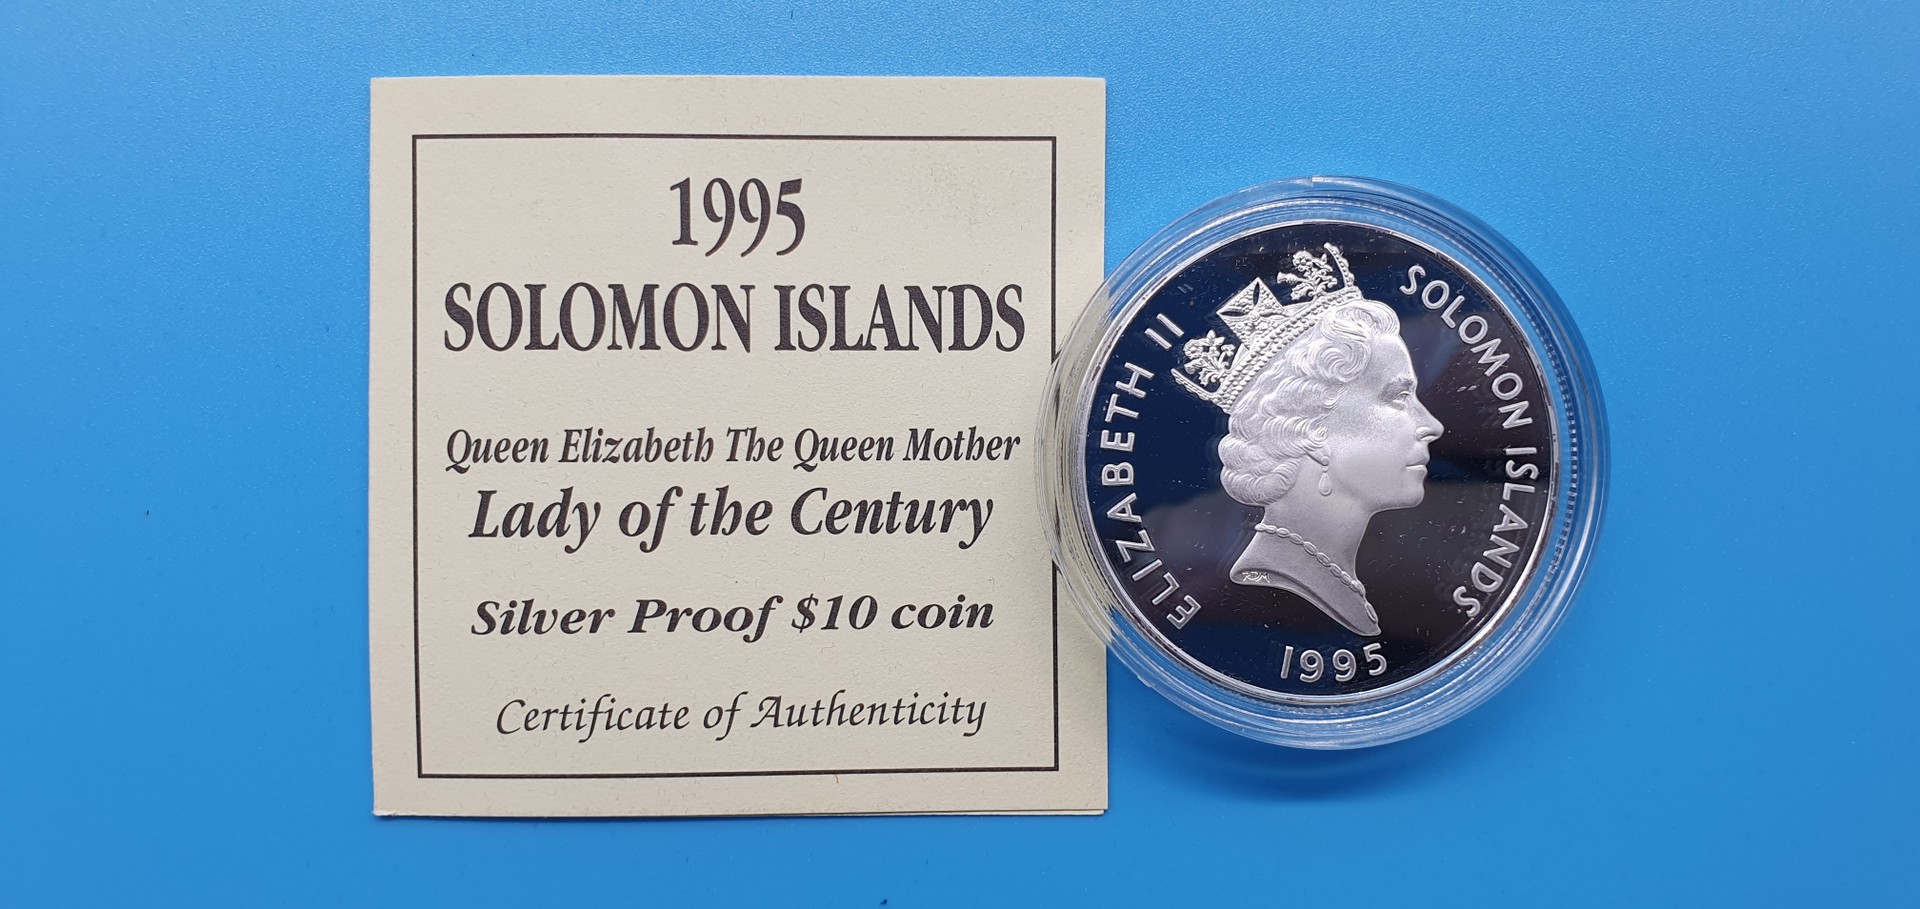 1995
SOLOMON ISLANDS
Queen Elizabeth The Queen Mother
Lady of the Century
Silver Proof $10 coin
Certificate of Authenticity
ELIZABETH II
SOLOMON ISLANDS
RDM
1995